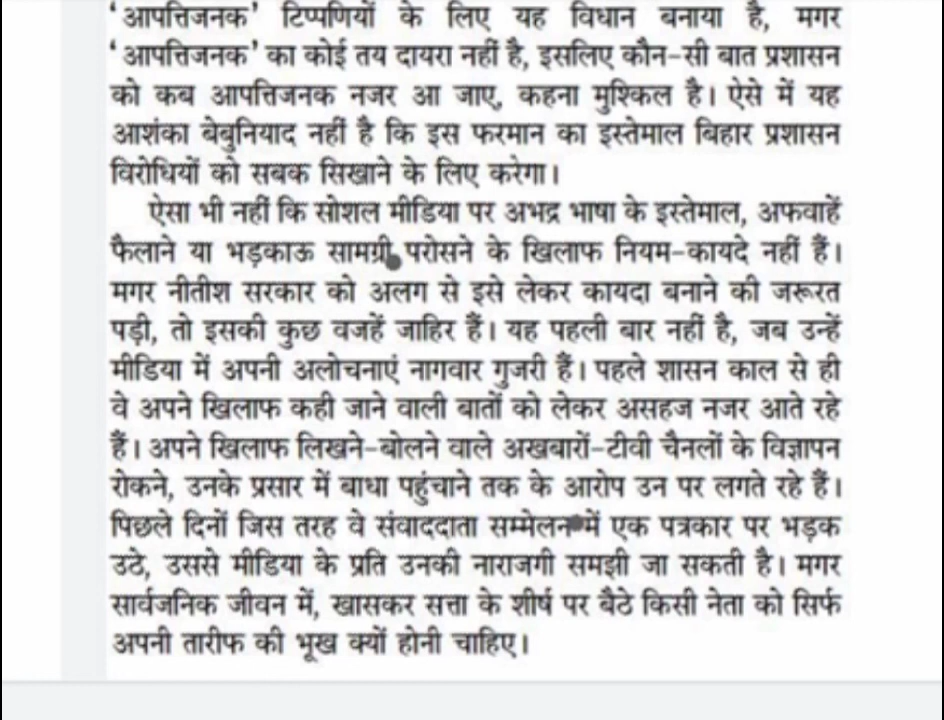 'आपत्तिजनक' टिप्पणियों के लिए यह विधान बनाया है, मगर
'आपत्तिजनक' का कोई तय दायरा नहीं है, इसलिए कौन-सी बात प्रशासन
को कब आपत्तिजनक नजर आ जाए, कहना मुश्किल है। ऐसे में यह
आशंका बेबुनियाद नहीं है कि इस फरमान का इस्तेमाल बिहार प्रशासन
विरोधियों को सबक सिखाने के लिए करेगा।
ऐसा भी नहीं कि सोशल मीडिया पर अभद्र भाषा के इस्तेमाल, अफवाहें
फैलाने या भड़काऊ सामग्री परोसने के खिलाफ नियम-कायदे नहीं हैं।
मगर नीतीश सरकार को अलग से इसे लेकर कायदा बनाने की जरूरत
पड़ी, तो इसकी कुछ वजहें जाहिर हैं। यह पहली बार नहीं है, जब उन्हें
मीडिया में अपनी अलोचनाएं नागवार गुजरी हैं। पहले शासन काल से ही
वे अपने खिलाफ कही जाने वाली बातों को लेकर असहज नजर आते रहे
हैं। अपने खिलाफ लिखने-बोलने वाले अखबारों-टीवी चैनलों के विज्ञापन
रोकने, उनके प्रसार में बाधा पहुंचाने तक के आरोप उन पर लगते रहे हैं।
पिछले दिनों जिस तरह वे संवाददाता सम्मेलन में एक पत्रकार पर भड़क
उठे, उससे मीडिया के प्रति उनकी नाराजगी समझी जा सकती है। मगर
सार्वजनिक जीवन में, खासकर सत्ता के शीर्ष पर बैठे किसी नेता को सिर्फ
अपनी तारीफ की भूख क्यों होनी चाहिए।